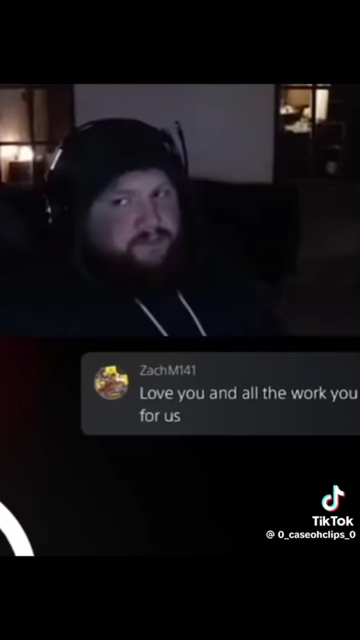 ZachM141
Love you and all the work you
for us
TikTok
@ 0_caseohclips_0